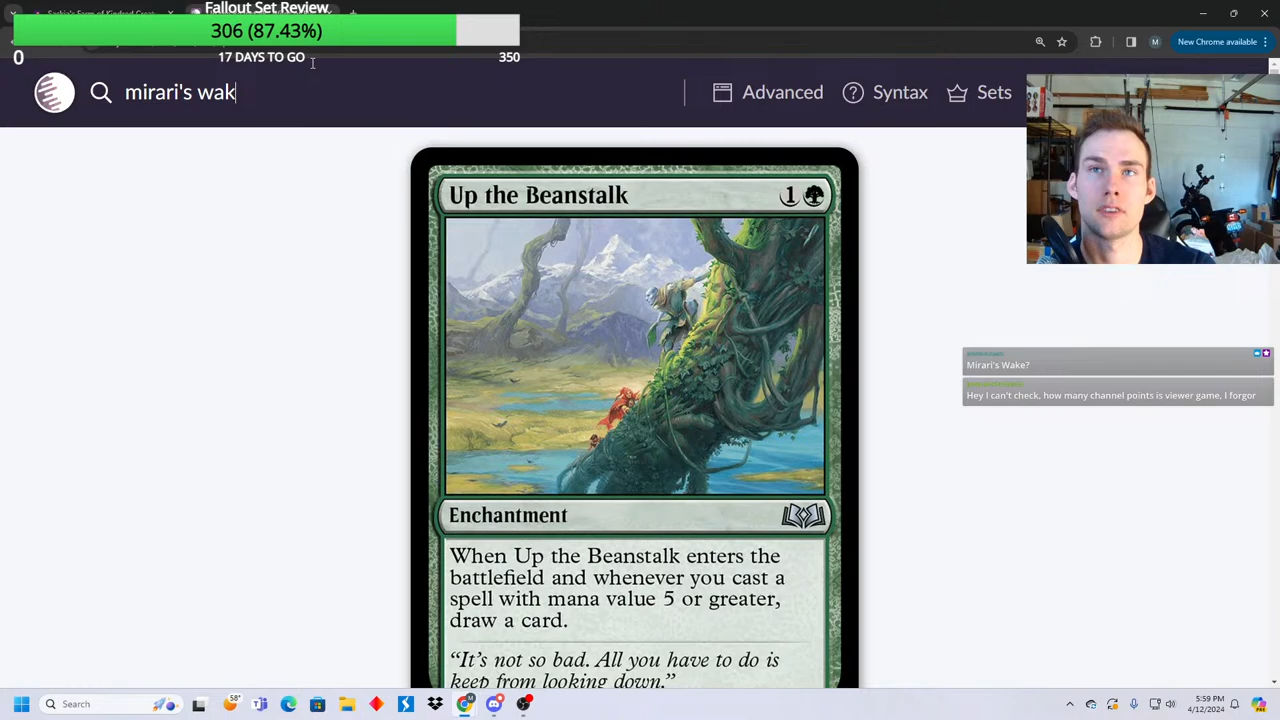 Fallout Set Review
306 (87.43%)
0
17 DAYS TO GO
350
New Chrome available
mirari's wak
Advanced
Syntax
Sets
Up the Beanstalk
1
Mirari's Wake?
Hey I can't check, how many channel points is viewer game, I forgor
Enchantment
When Up the Beanstalk enters the
battlefield and whenever you cast a
spell with mana value 5 or greater,
draw a card.
"It's not so bad. All you have to do is
keep from looking down."
Search
58°
5:59 PM
4/12/2024